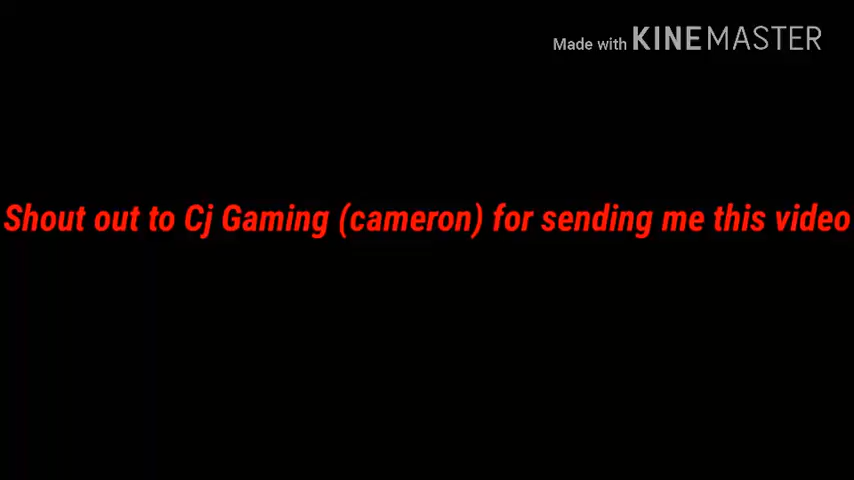 Made with KINEMASTER
Shout out to Cj Gaming (cameron) for sending me this video